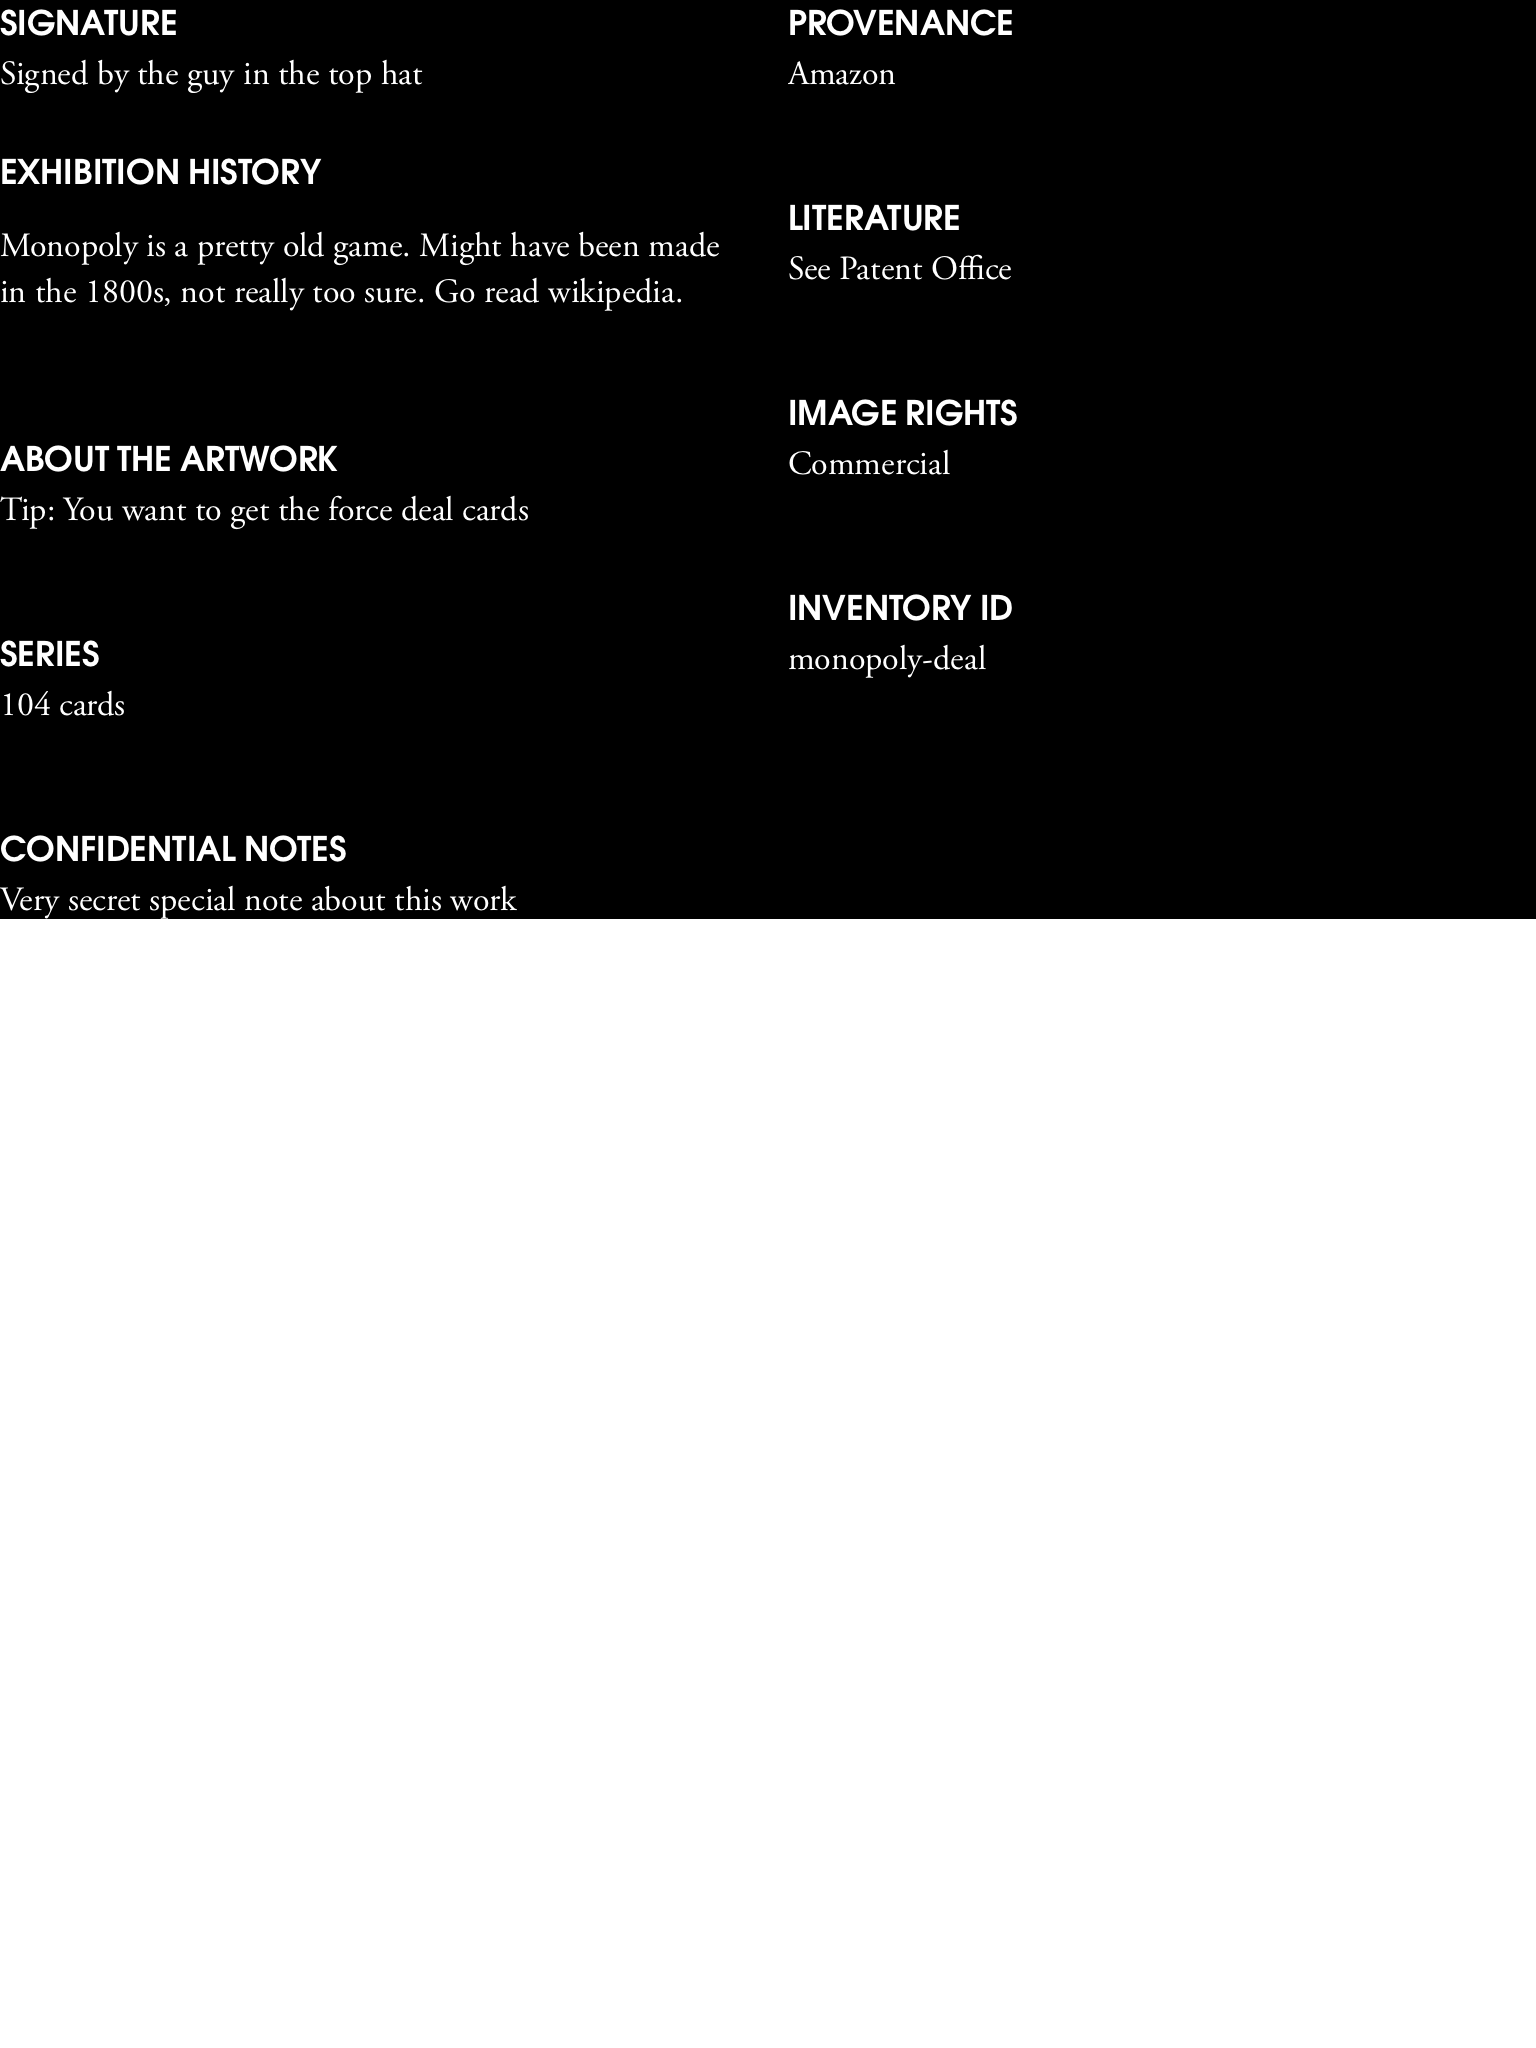 SIGNATURE
Signed by the guy in the top hat
EXHIBITION HISTORY
Monopoly is a pretty old game. Might have been made
in the 1800s, not really too sure. Go read wikipedia.
ABOUT THE ARTWORK
Tip: You want to get the force deal cards
SERIES
104 cards
CONFIDENTIAL NOTES
Very secret special note about this work
PROVENANCE
Amazon
LITERATURE
See Patent Office
IMAGE RIGHTS
Commercial
INVENTORY ID
monopoly-deal